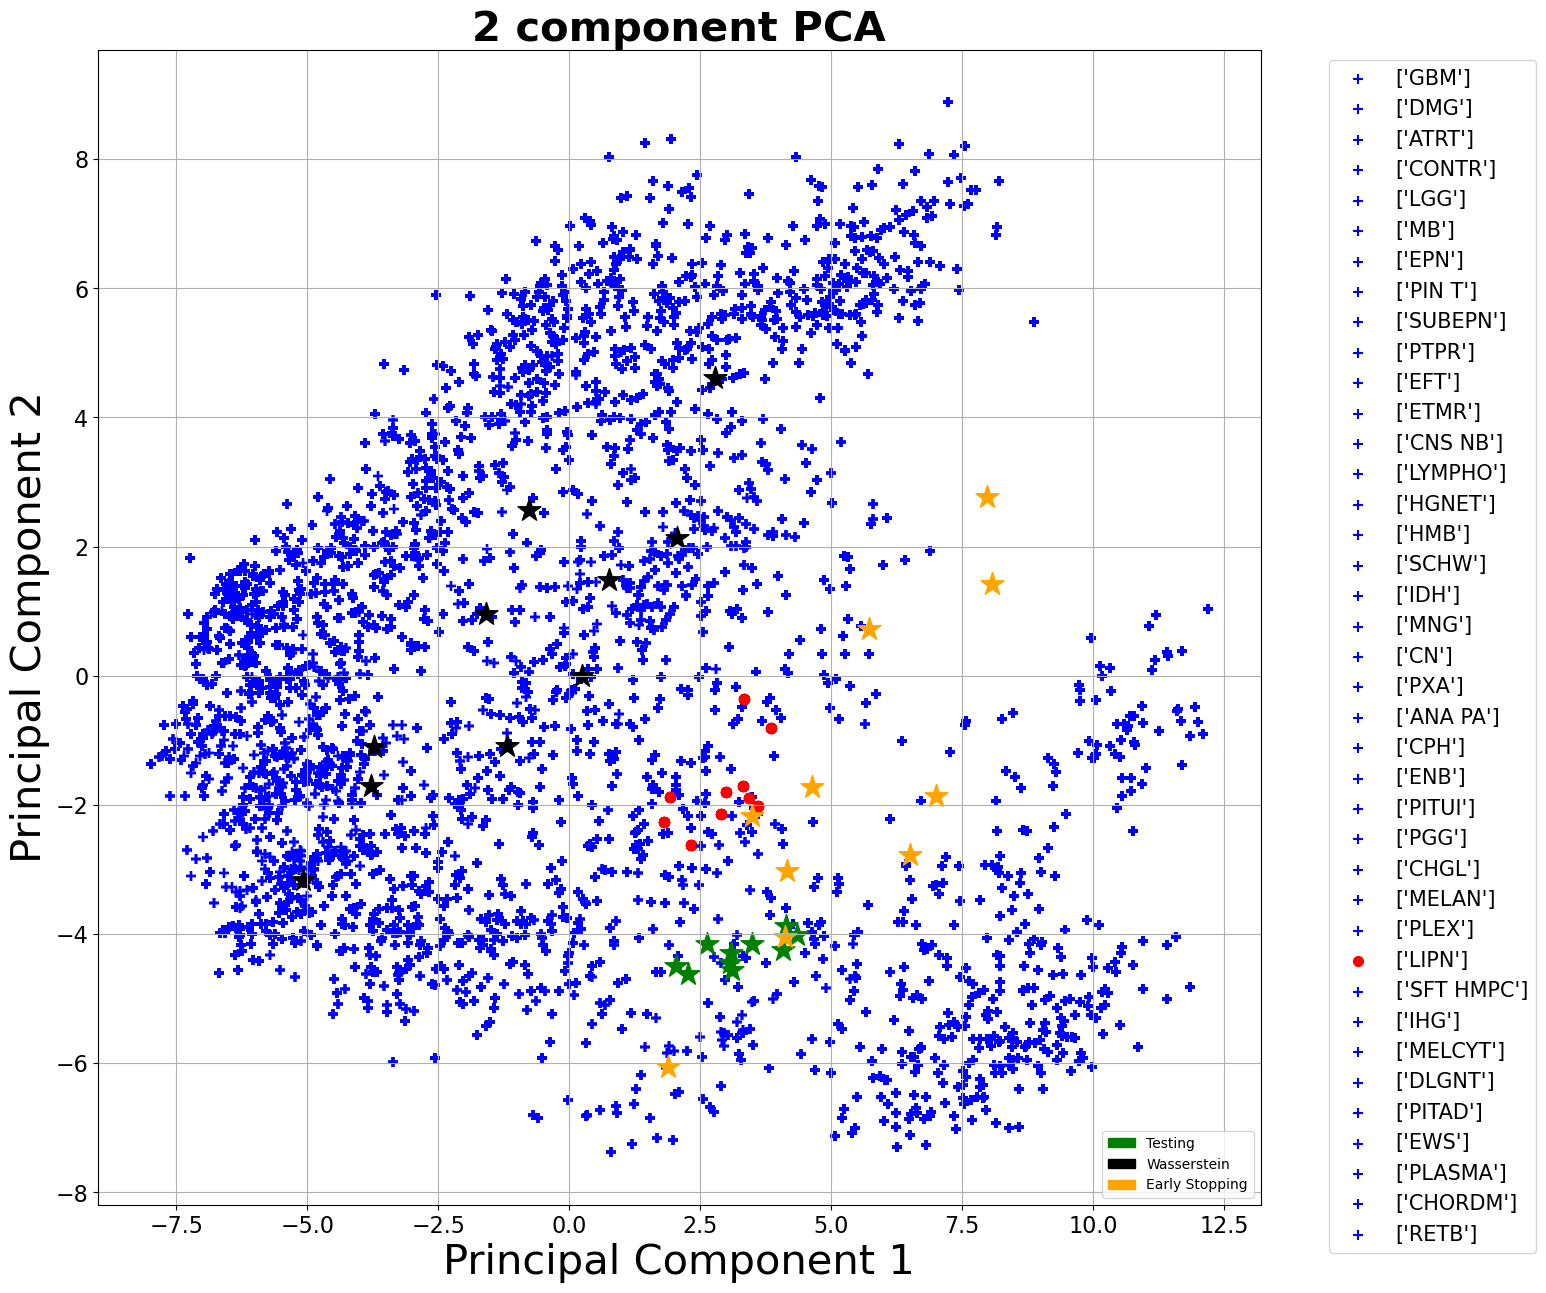 2 component PCA
Principal Component 2
8
6
4
2
0
−2
−4
−6
−8
−7.5 −5.0 −2.5 0.0 2.5 5.0 7.5 10.0 12.5
Principal Component 1
Testing
Wasserstein
Early Stopping
['GBM']
['DMG']
['ATRT']
['CONTR']
['LGG']
['MB']
['EPN']
['PIN T']
['SUBEPN']
['PTPR']
['EFT']
['ETMR']
['CNS NB']
['LYMPHO']
['HGNET']
['HMB']
['SCHW']
['IDH']
['MNG']
['CN']
['PXA']
['ANA PA']
['CPH']
['ENB']
['PITUI']
['PGG']
['CHGL']
['MELAN']
['PLEX']
['LIPN']
['SFT HMPC']
['IHG']
['MELCYT']
['DLGNT']
['PITAD']
['EWS']
['PLASMA']
['CHORDM']
['RETB']